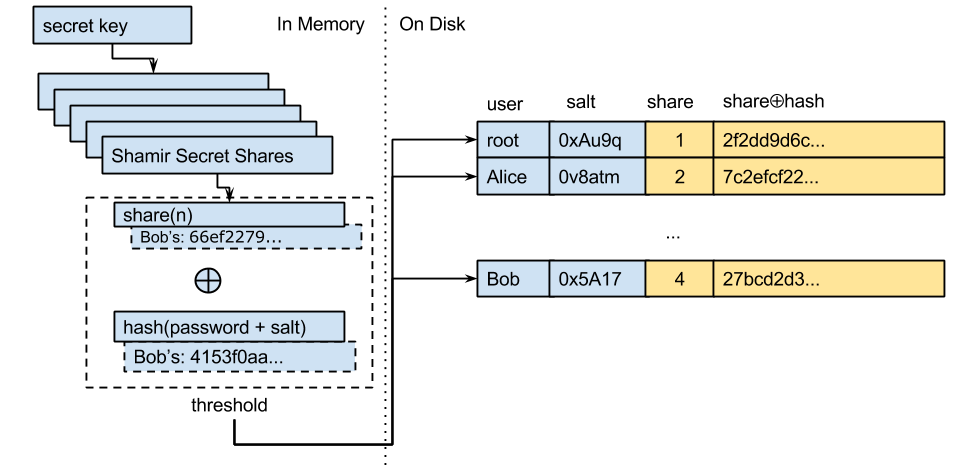 secret key
In Memory
On Disk
Shamir Secret Shares
share(n)
Bob's: 66ef2279...
⊕
hash(password + salt)
Bob's: 4153f0aa...
threshold
user salt share share⊕hash
root 0xAu9q 1 2f2dd9d6c...
Alice 0v8atm 2 7c2efcf22...
...
Bob 0x5A17 4 27bcd2d3...